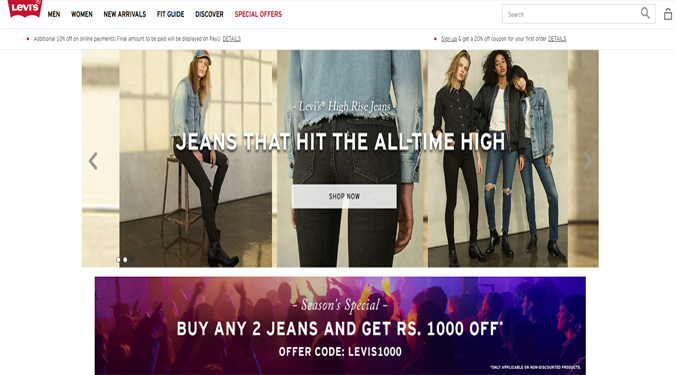 LEVI'S®
MEN WOMEN NEW ARRIVALS FIT GUIDE DISCOVER SPECIAL OFFERS
Search
Additional 10% off on online payments: Final amount to be paid will be displayed on PayU DETAILS
Sign up & get a 20% off coupon for your first order DETAILS
- Levi's® High Rise Jeans -
JEANS THAT HIT THE ALL-TIME HIGH
SHOP NOW
- Season's Special -
BUY ANY 2 JEANS AND GET RS. 1000 OFF*
OFFER CODE: LEVIS1000
*ONLY APPLICABLE ON NON-DISCOUNTED PRODUCTS.